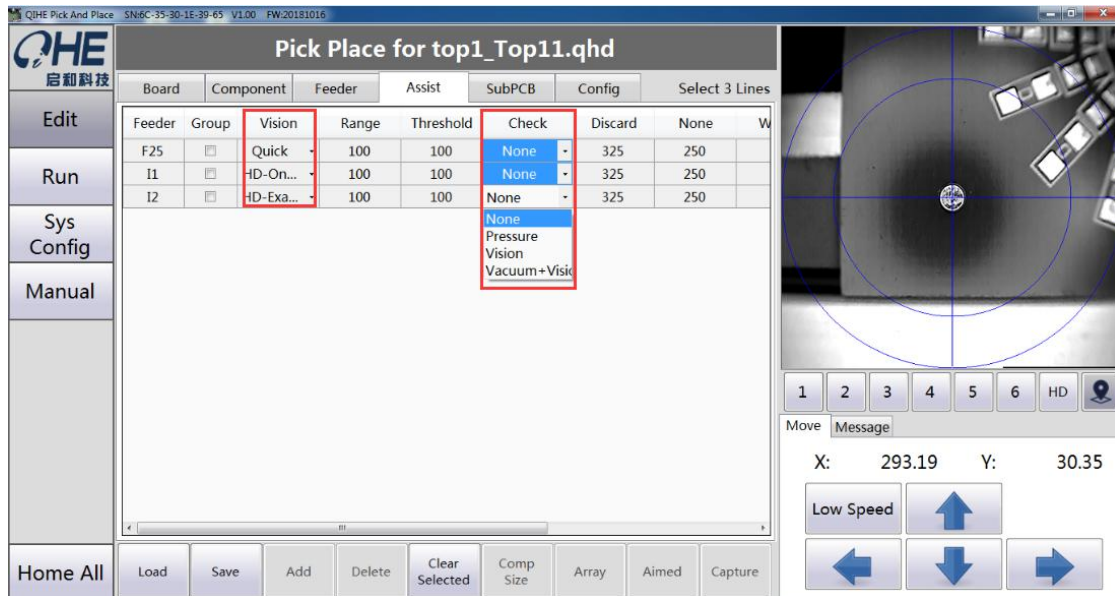 QIHE Pick And Place SN:6C-35-30-1E-39-65 V1.00 FW:20181016
QHE
启和科技
Pick Place for top1_Top11.qhd
Board Component Feeder Assist SubPCB Config Select 3 Lines
Edit
Run
Sys
Config
Manual
Home All
Feeder Group Vision Range Threshold Check Discard None W
F25 Quick 100 100 None 325 250
I1 HD-On... 100 100 None 325 250
I2 HD-Exa... 100 100 None 325 250
None
Pressure
Vision
Vacuum+Visio
Load Save Add Delete Clear Selected Comp Size Array Aimed Capture
1 2 3 4 5 6 HD
Move Message
X: 293.19 Y: 30.35
Low Speed